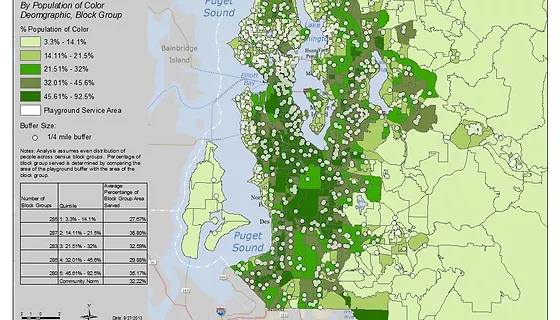 By Population of Color
Deomgraphic, Block Group
% Population of Color
3.3% - 14.1%
14.11% - 21.5%
21.51% - 32%
32.01% - 45.6%
45.61% - 92.5%
Playground Service Area
Buffer Size:
1/4 mile buffer
Notes: Analysis assumes even distribution of
people across census block groups. Percentage of
block group served is determined by comparing the
area of the playground buffer with the area of the
block group.
Number of Block Groups
Quintile
Average Percentage of Block Group Area Served
285 1: 3.3% - 14.1% 27.67%
287 2: 14.11% - 21.5% 35.80%
283 3: 21.51% - 32% 32.59%
285 4: 32.01% - 45.6% 29.88%
280 5: 45.61% - 92.5% 35.17%
Community Norm 32.22%
Date: 9/27/2013
Puget
Sound
Bainbridge
Island
Elliott
Bay
Lake
Puget
Sound